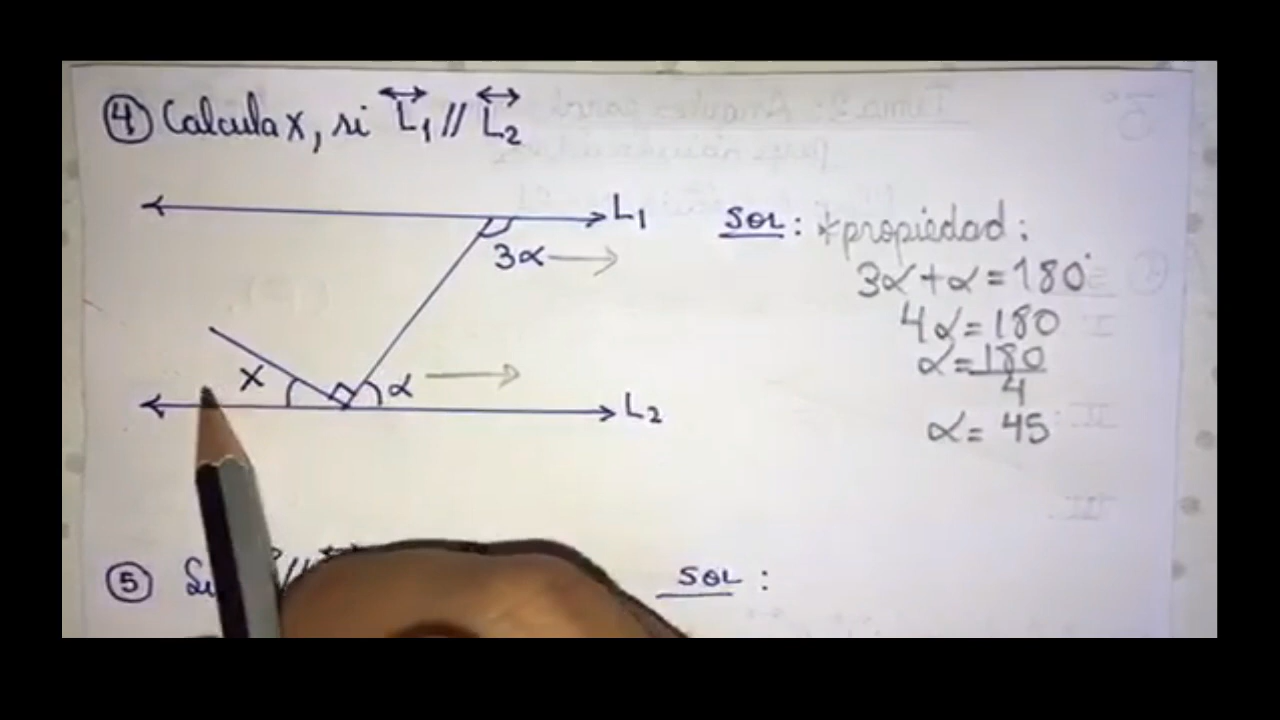 4 Calcula x, si L₁ // L₂
L₁
SOL: *propiedad:
3α
3α + α = 180°
4α = 180
α = 180
4
α = 45
x
α
L₂
5
SOL: